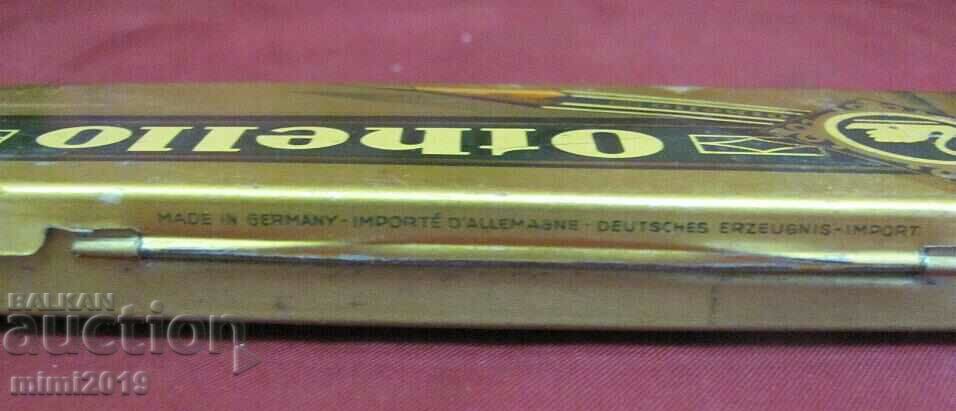 Othello
MADE IN GERMANY - IMPORTÉ D'ALLEMAGNE · DEUTSCHES ERZEUGNIS - IMPORT
BALKAN
auction
mimi2019